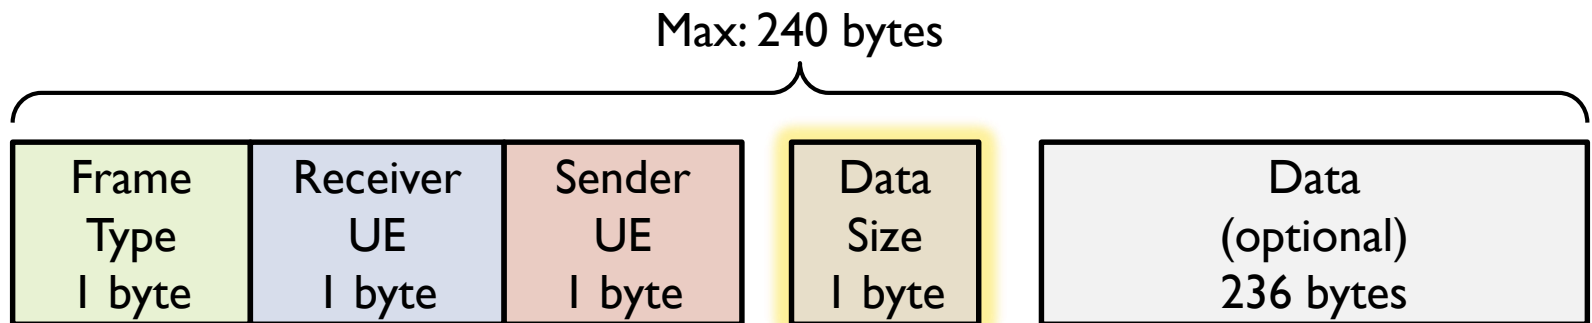 Max: 240 bytes
Frame
Type
1 byte
Receiver
UE
1 byte
Sender
UE
1 byte
Data
Size
1 byte
Data
(optional)
236 bytes